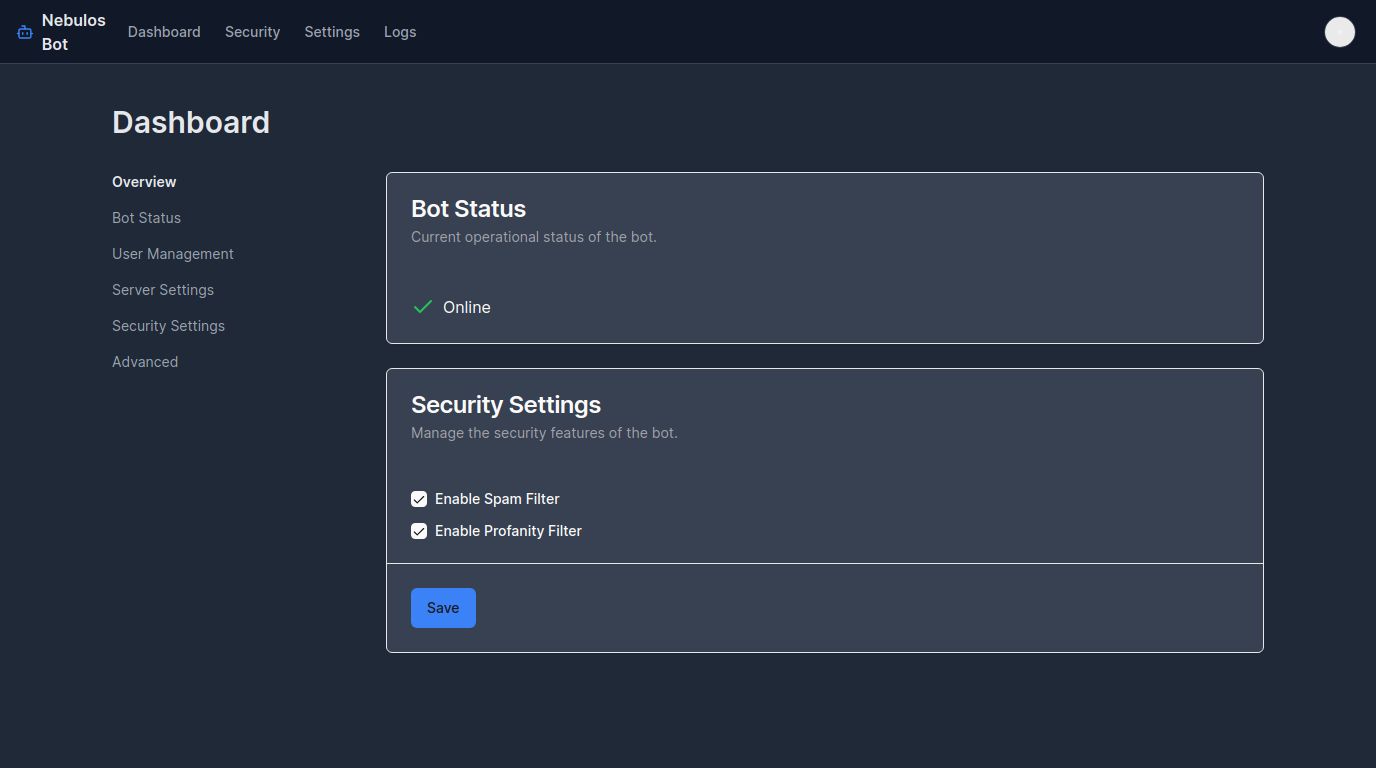 Nebulos
Bot
Dashboard
Security
Settings
Logs
Dashboard
Overview
Bot Status
User Management
Server Settings
Security Settings
Advanced
Bot Status
Current operational status of the bot.
Online
Security Settings
Manage the security features of the bot.
Enable Spam Filter
Enable Profanity Filter
Save